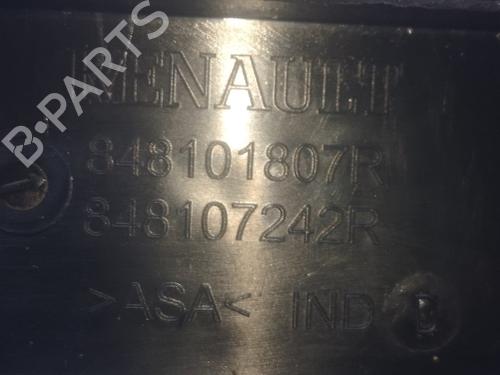 RENAULT
848101807R
848107242R
>ASA< IND D
B-PARTS